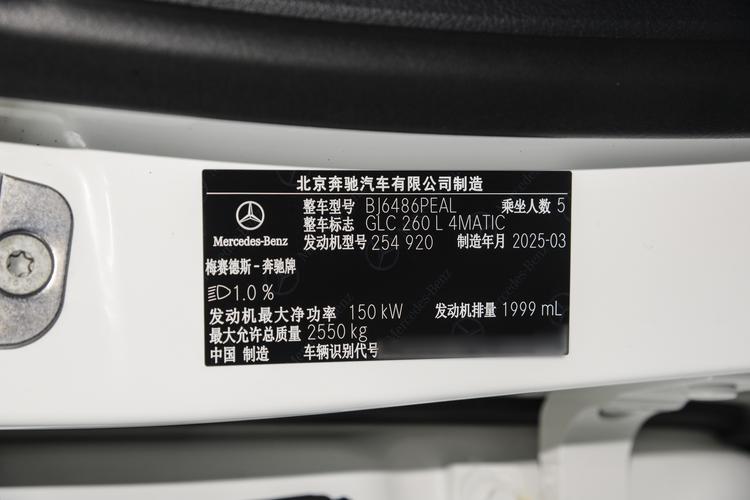 北京奔驰汽车有限公司制造
整车型号 BJ6486PEAL 乘坐人数 5
整车标志 GLC 260 L 4MATIC
Mercedes-Benz 发动机型号 254 920 制造年月 2025-03
梅赛德斯-奔驰牌
1.0 %
发动机最大净功率 150 kW 发动机排量 1999 mL
最大允许总质量 2550 kg
中国 制造 车辆识别代号